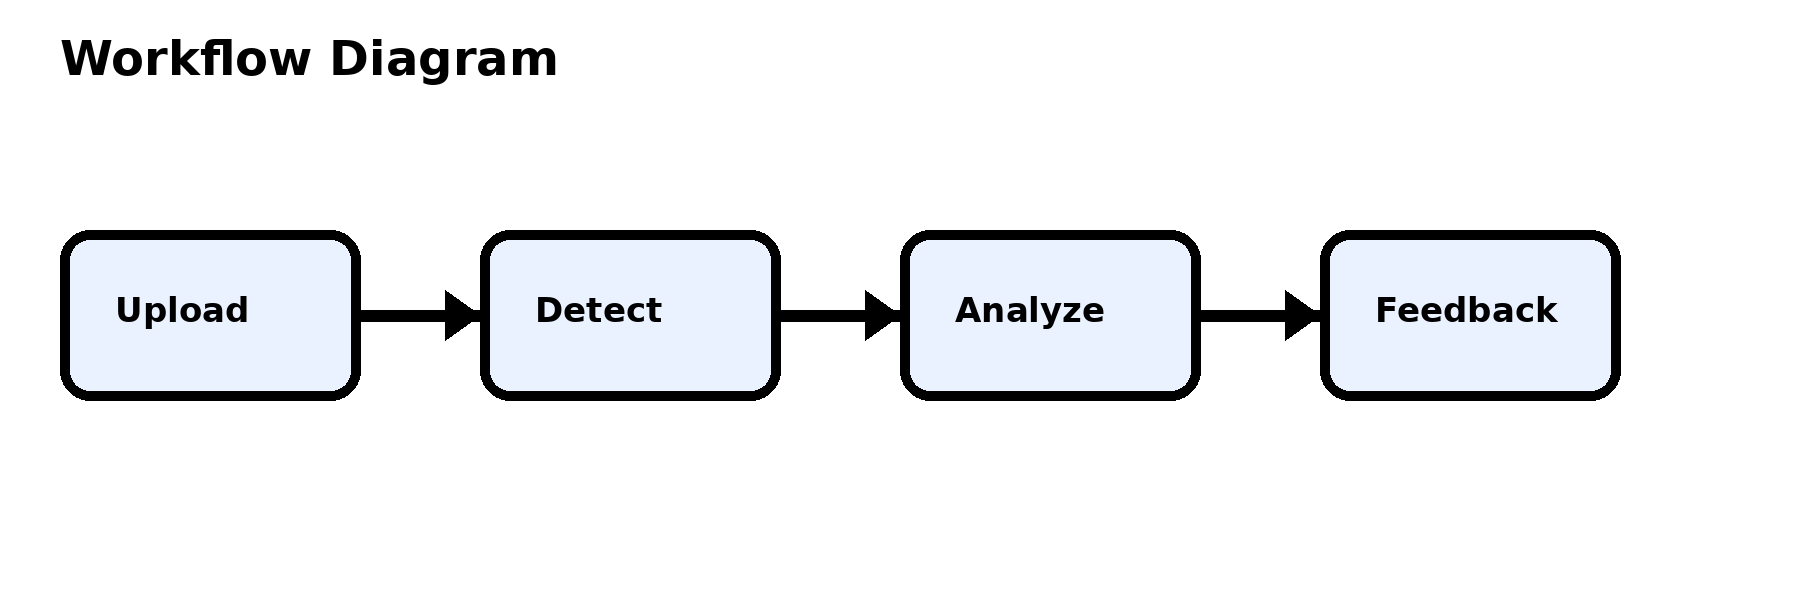 Workflow Diagram
Upload
Detect
Analyze
Feedback